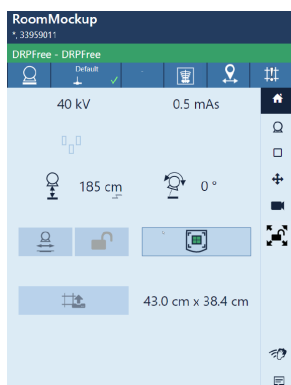 RoomMockup
*, 33959011
DRPFree - DRPFree
Default
40 kV 0.5 mAs
185 cm 0 °
43.0 cm x 38.4 cm